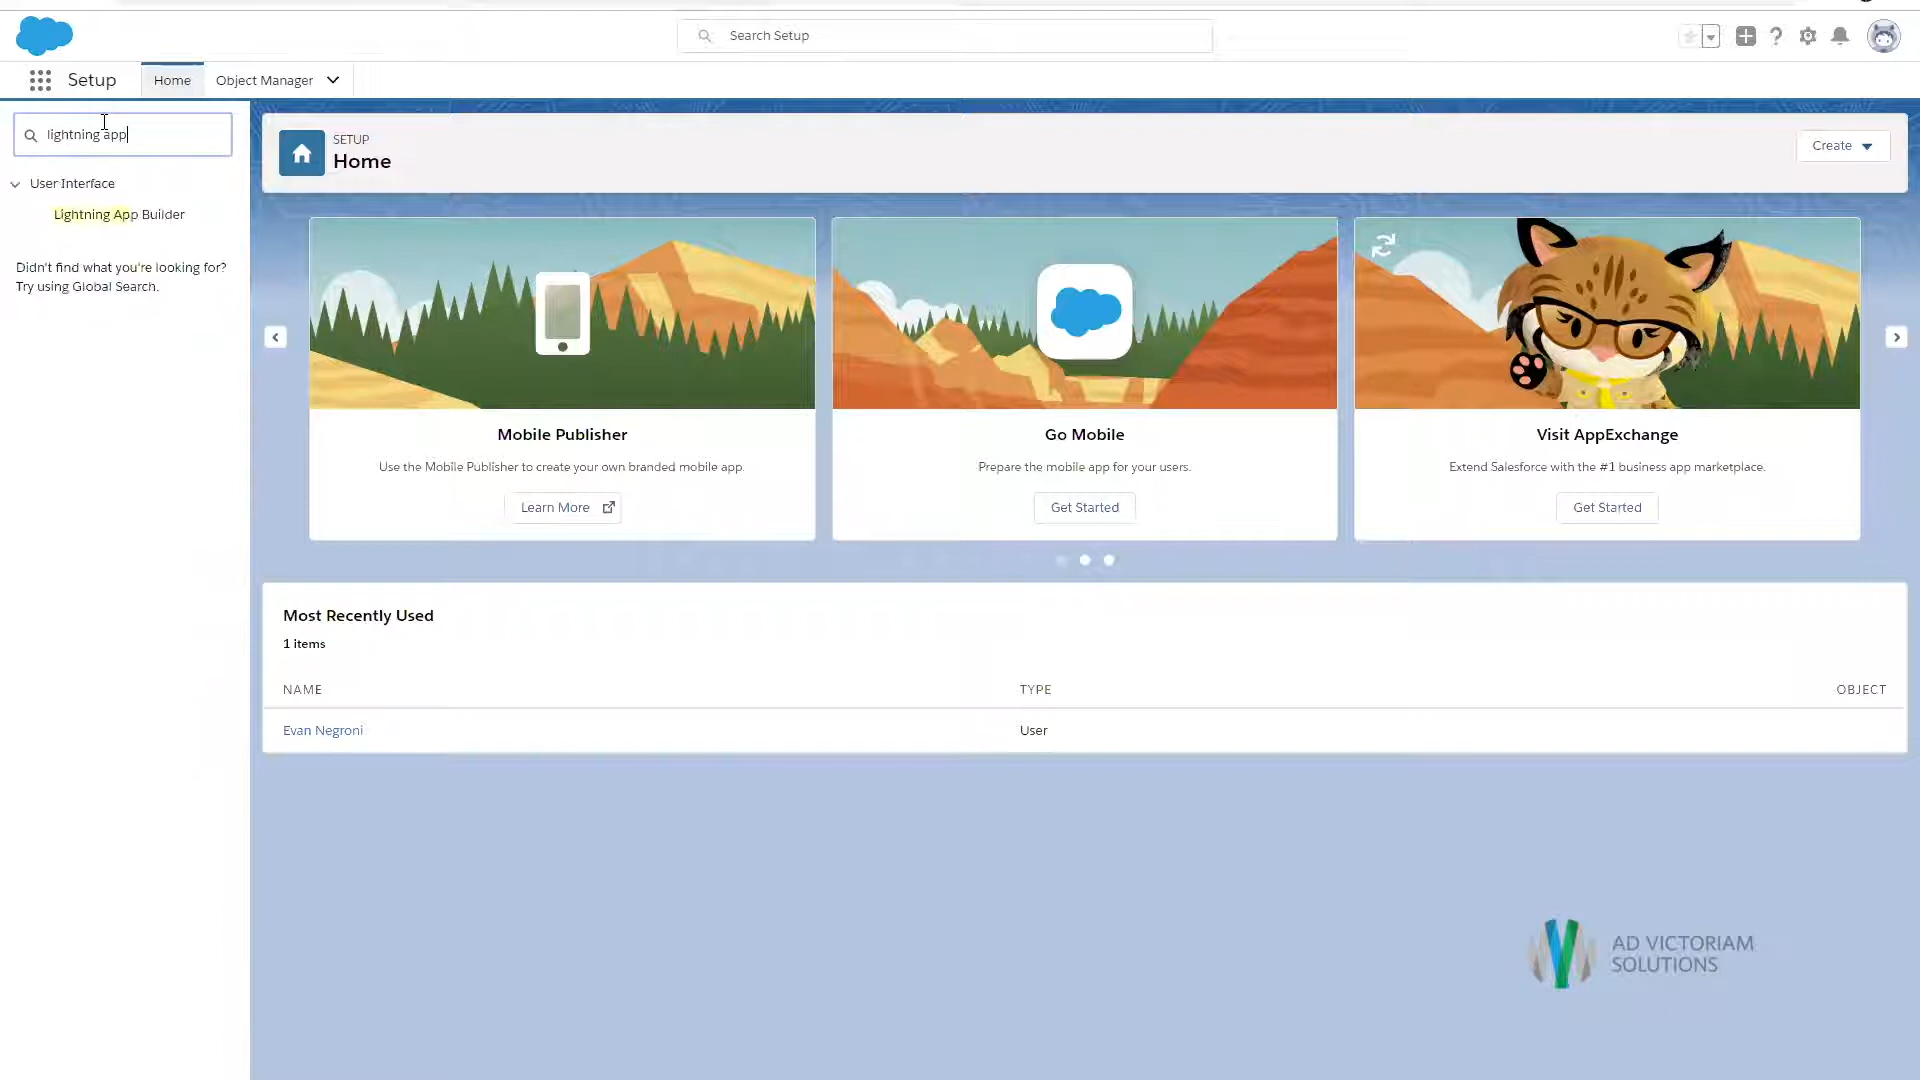 Search Setup
Setup
Home
Object Manager
lightning app
User Interface
Lightning App Builder
Didn't find what you're looking for?
Try using Global Search.
SETUP
Home
Create
Mobile Publisher
Use the Mobile Publisher to create your own branded mobile app.
Learn More
Go Mobile
Prepare the mobile app for your users.
Get Started
Visit AppExchange
Extend Salesforce with the #1 business app marketplace.
Get Started
Most Recently Used
1 items
NAME
TYPE
OBJECT
Evan Negroni
User
AD VICTORIAM
SOLUTIONS